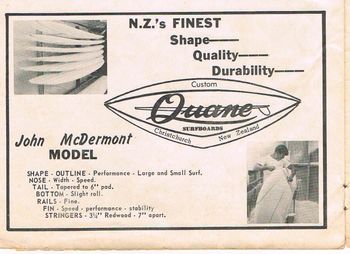 N.Z.'s FINEST
Shape—
Quality—
Durability—
Custom
Quane
SURFBOARDS
Christchurch New Zealand
John McDermont
MODEL
SHAPE - OUTLINE - Performance - Large and Small Surf.
NOSE - Width - Speed.
TAIL - Tapered to 6" pod.
BOTTOM - Slight roll.
RAILS - Fine.
FIN - Speed - performance - stability
STRINGERS - 3½" Redwood - 7" apart.